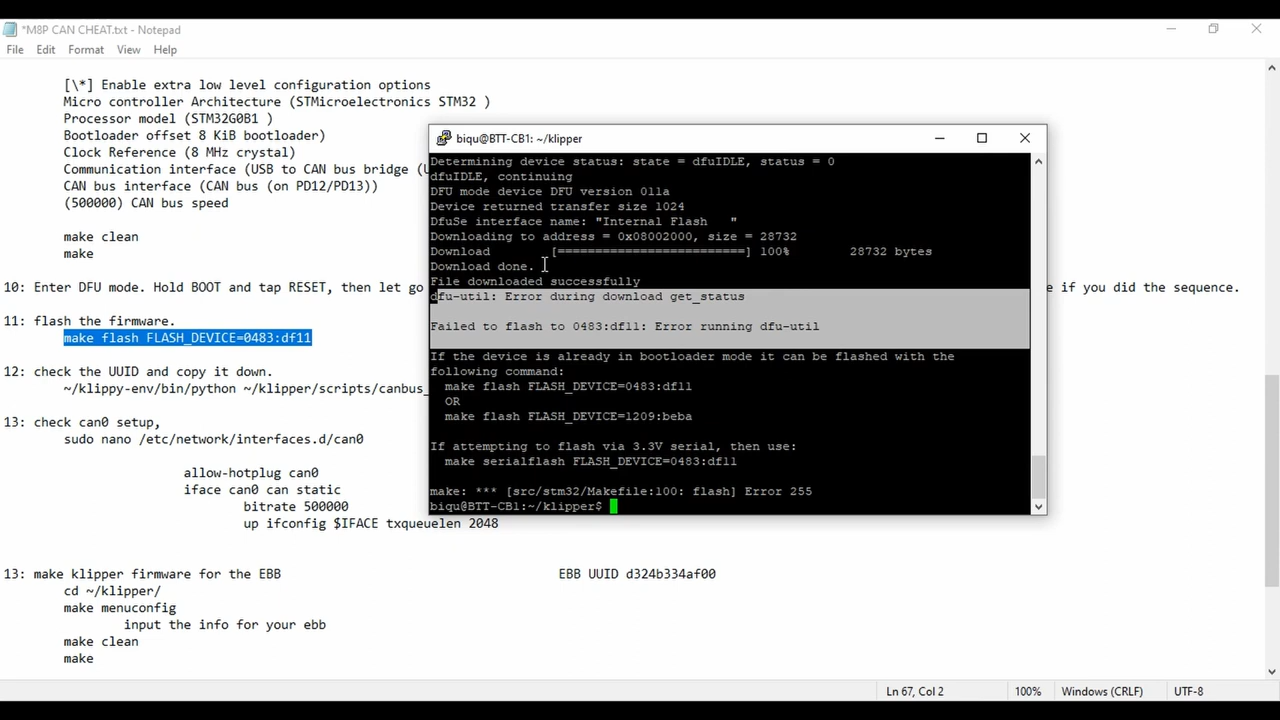 *M8P CAN CHEAT.txt - Notepad
File Edit Format View Help
[\*] Enable extra low level configuration options
Micro controller Architecture (STMicroelectronics STM32 )
Processor model (STM32G0B1 )
Bootloader offset 8 KiB bootloader)
Clock Reference (8 MHz crystal)
Communication interface (USB to CAN bus bridge (
CAN bus interface (CAN bus (on PD12/PD13))
(500000) CAN bus speed
make clean
make
10: Enter DFU mode. Hold BOOT and tap RESET, then let go
e if you did the sequence.
11: flash the firmware.
make flash FLASH_DEVICE=0483:df11
12: check the UUID and copy it down.
~/klippy-env/bin/python ~/klipper/scripts/canbus_
13: check can0 setup,
sudo nano /etc/network/interfaces.d/can0
allow-hotplug can0
iface can0 can static
bitrate 500000
up ifconfig $IFACE txqueuelen 2048
13: make klipper firmware for the EBB EBB UUID d324b334af00
cd ~/klipper/
make menuconfig
input the info for your ebb
make clean
make
Ln 67, Col 2 100% Windows (CRLF) UTF-8
biqu@BTT-CB1: ~/klipper
Determining device status: state = dfuIDLE, status = 0
dfuIDLE, continuing
DFU mode device DFU version 011a
Device returned transfer size 1024
DfuSe interface name: "Internal Flash   "
Downloading to address = 0x08002000, size = 28732
Download [=========================] 100% 28732 bytes
Download done.
File downloaded successfully
dfu-util: Error during download get_status
Failed to flash to 0483:df11: Error running dfu-util
If the device is already in bootloader mode it can be flashed with the
following command:
make flash FLASH_DEVICE=0483:df11
OR
make flash FLASH_DEVICE=1209:beba
If attempting to flash via 3.3V serial, then use:
make serialflash FLASH_DEVICE=0483:df11
make: *** [src/stm32/Makefile:100: flash] Error 255
biqu@BTT-CB1:~/klipper$